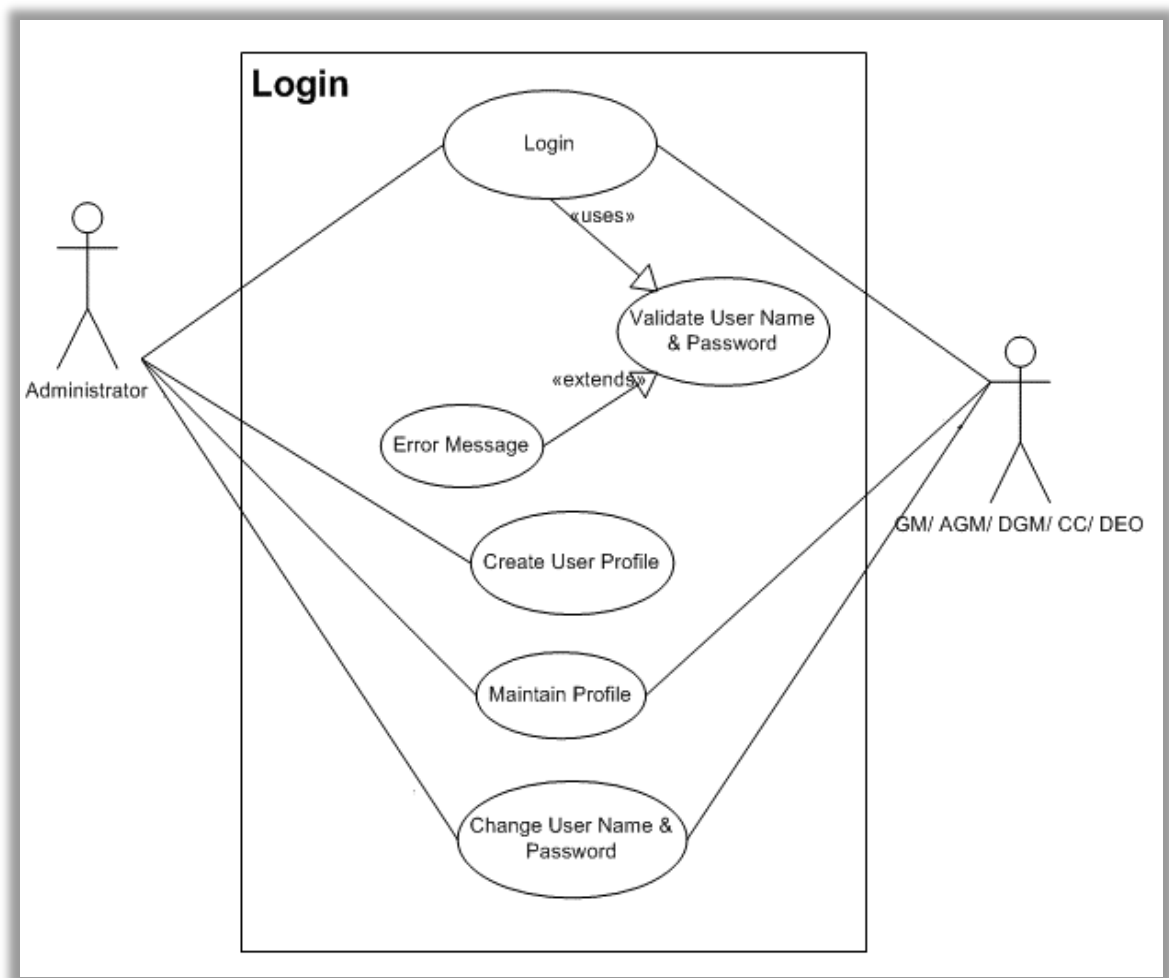 Login
Login
«uses»
Validate User Name
& Password
«extends»
Administrator
Error Message
GM/ AGM/ DGM/ CC/ DEO
Create User Profile
Maintain Profile
Change User Name &
Password